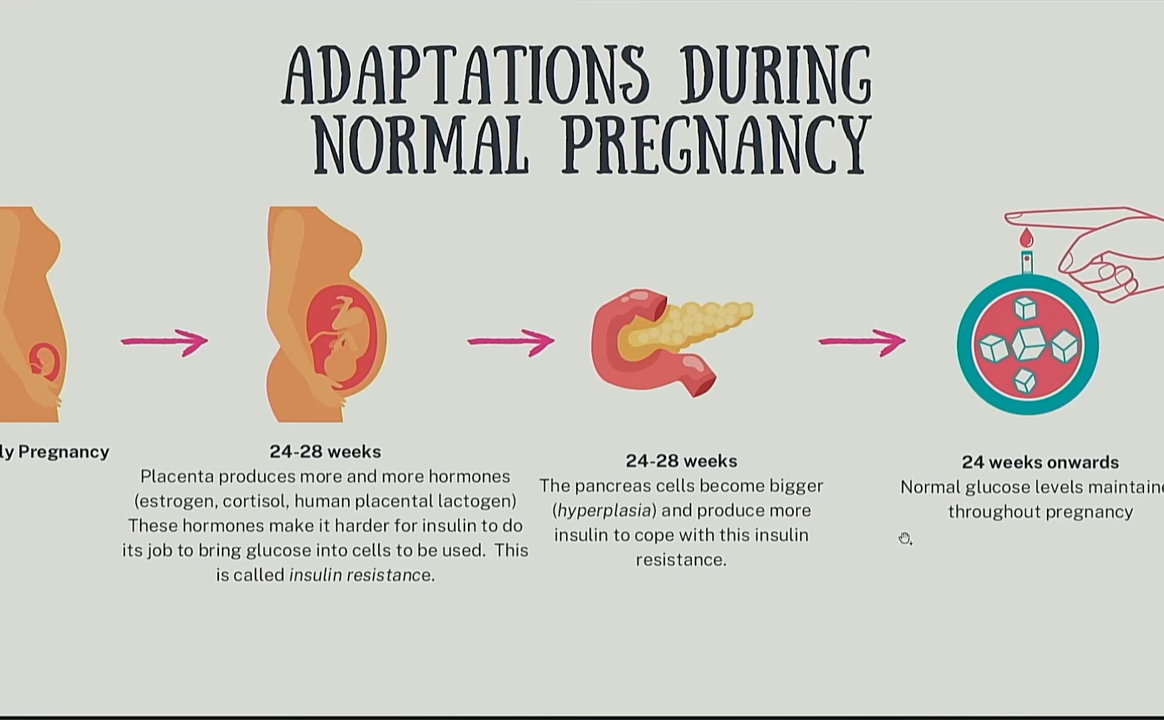 ADAPTATIONS DURING
NORMAL PREGNANCY
ly Pregnancy
24-28 weeks
Placenta produces more and more hormones
(estrogen, cortisol, human placental lactogen)
These hormones make it harder for insulin to do
its job to bring glucose into cells to be used. This
is called insulin resistance.
24-28 weeks
The pancreas cells become bigger
(hyperplasia) and produce more
insulin to cope with this insulin
resistance.
24 weeks onwards
Normal glucose levels maintaine
throughout pregnancy